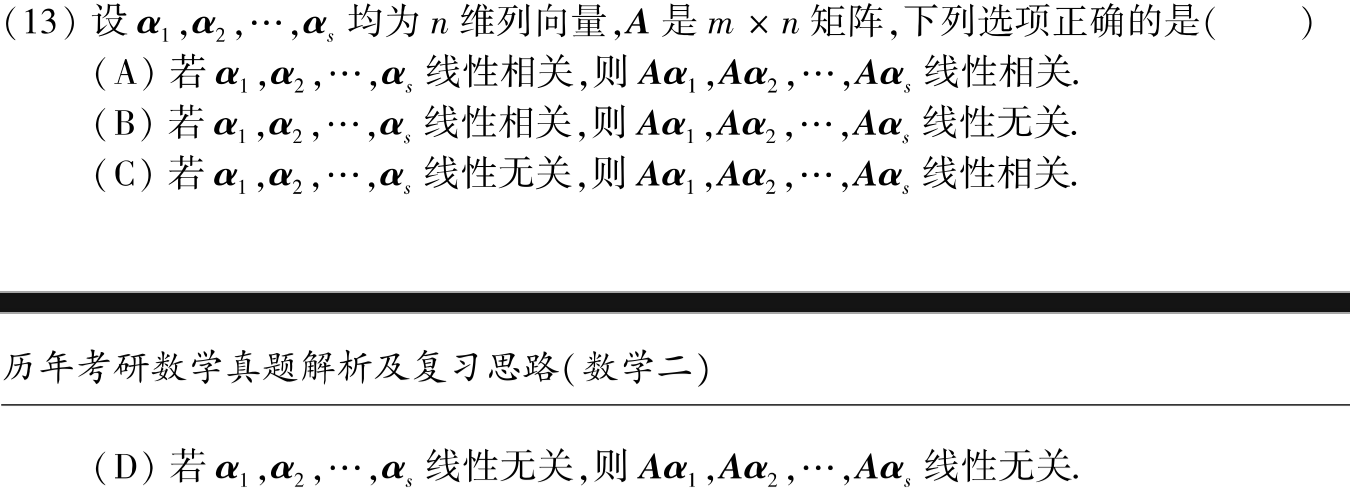 (13) 设 α₁,α₂,⋯,αₛ 均为 n 维列向量,A 是 m × n 矩阵,下列选项正确的是(  )
(A) 若 α₁,α₂,⋯,αₛ 线性相关,则 Aα₁,Aα₂,⋯,Aαₛ 线性相关.
(B) 若 α₁,α₂,⋯,αₛ 线性相关,则 Aα₁,Aα₂,⋯,Aαₛ 线性无关.
(C) 若 α₁,α₂,⋯,αₛ 线性无关,则 Aα₁,Aα₂,⋯,Aαₛ 线性相关.
历年考研数学真题解析及复习思路(数学二)
(D) 若 α₁,α₂,⋯,αₛ 线性无关,则 Aα₁,Aα₂,⋯,Aαₛ 线性无关.